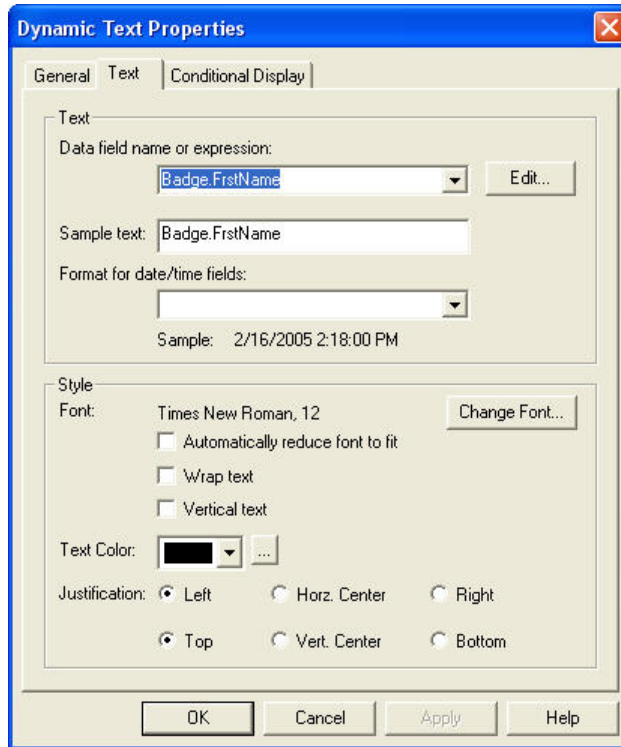 Dynamic Text Properties
General Text Conditional Display
Text
Data field name or expression:
Badge.FrstName Edit...
Sample text: Badge.FrstName
Format for date/time fields:
Sample: 2/16/2005 2:18:00 PM
Style
Font: Times New Roman, 12 Change Font...
Automatically reduce font to fit
Wrap text
Vertical text
Text Color: ...
Justification: Left Horz. Center Right
Top Vert. Center Bottom
OK Cancel Apply Help